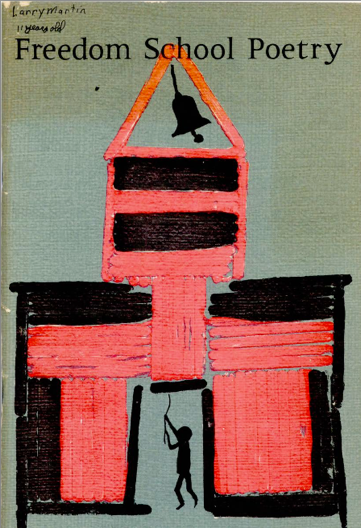 Larry Martin
11 years old
Freedom School Poetry